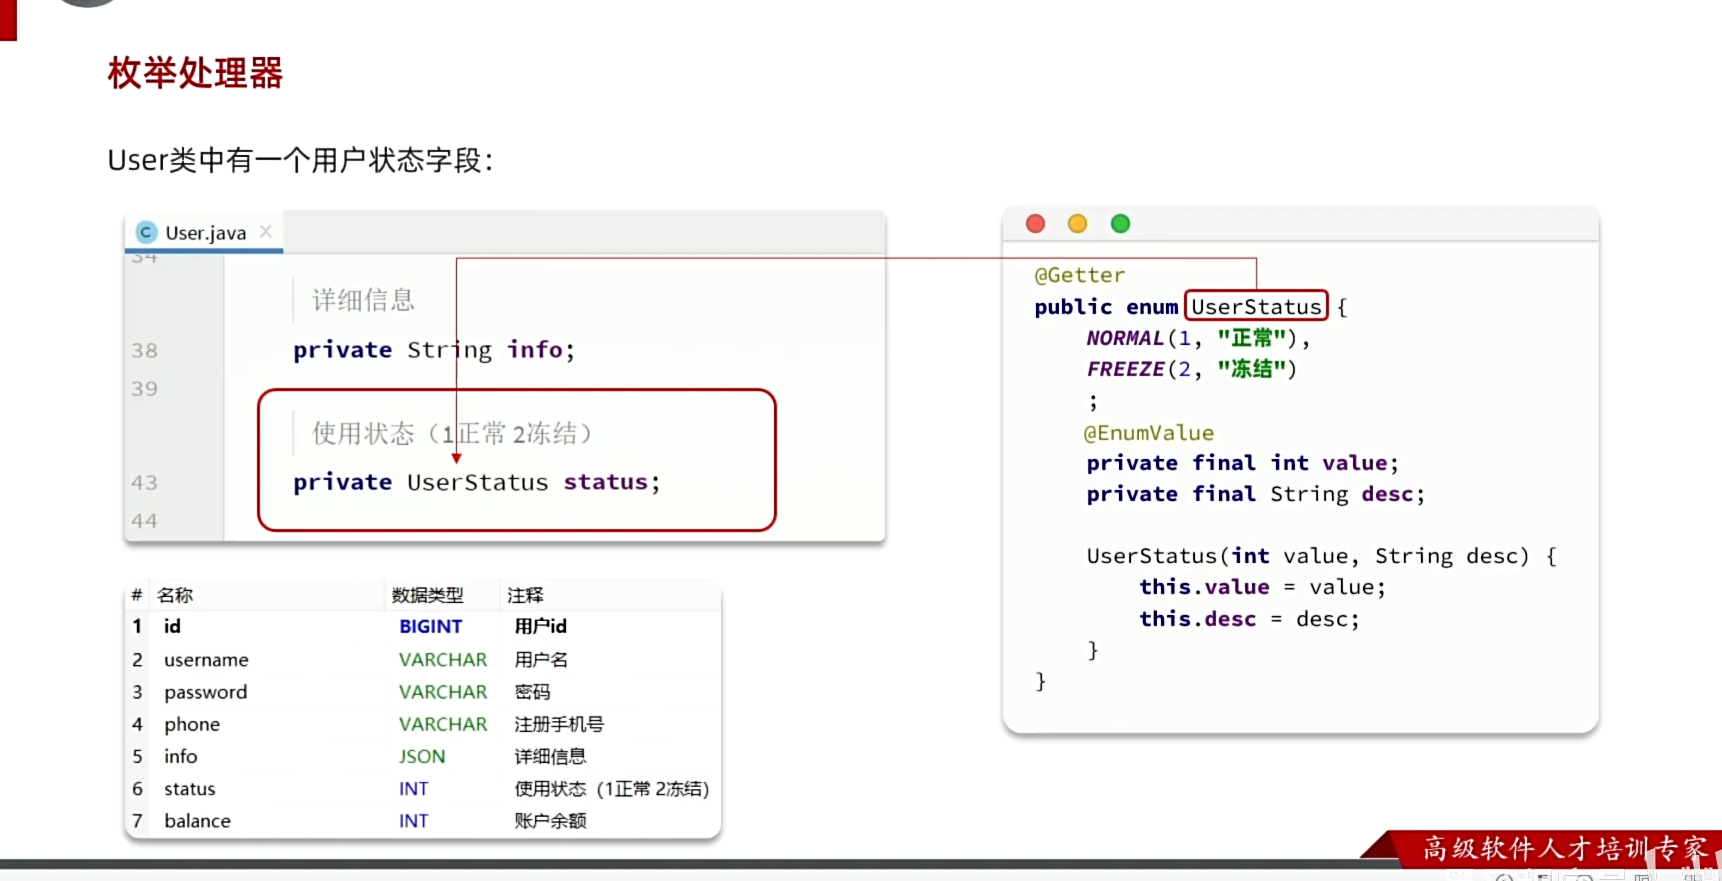 枚举处理器
User类中有一个用户状态字段：
User.java
34
详细信息
38 private String info;
39
使用状态（1正常 2冻结）
43 private UserStatus status;
44
@Getter
public enum UserStatus {
NORMAL(1, "正常"),
FREEZE(2, "冻结")
;
@EnumValue
private final int value;
private final String desc;
UserStatus(int value, String desc) {
this.value = value;
this.desc = desc;
}
}
# 名称 数据类型 注释
1 id BIGINT 用户id
2 username VARCHAR 用户名
3 password VARCHAR 密码
4 phone VARCHAR 注册手机号
5 info JSON 详细信息
6 status INT 使用状态（1正常 2冻结）
7 balance INT 账户余额
高级软件人才培训专家